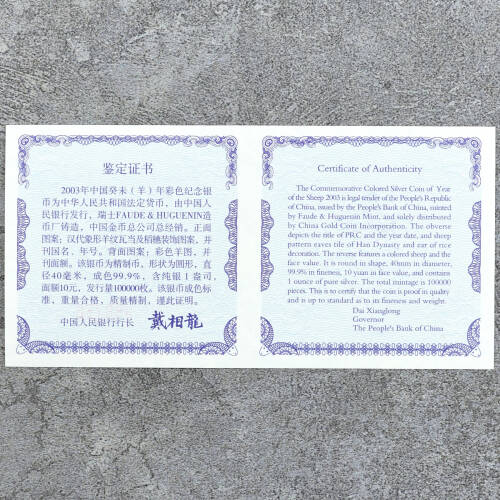 鉴定证书
2003年中国癸未（羊）年彩色纪念银
币为中华人民共和国法定货币，由中国人
民银行发行，瑞士FAUDE & HUGUENIN造
币厂铸造，中国金币总公司总经销。正面
图案：汉代象形羊纹瓦当及稻穗装饰图案，并
刊国名、年号。背面图案：彩色羊图，并
刊面额。该银币为精制币，形状为圆形，直
径40毫米，成色99.9%，含纯银1盎司，
面额10元，发行量100000枚。该银币成色标
准，重量合格，质量精制，谨此证明。
中国人民银行行长 戴相龍
Certificate of Authenticity
The Commemorative Colored Silver Coin of Year
of the Sheep 2003 is legal tender of the People's Republic
of China, issued by the People's Bank of China, minted
by Faude & Huguenin Mint, and solely distributed
by China Gold Coin Incorporation. The obverse
depicts the title of PRC and the year date, and sheep
pattern eaves tile of Han Dynasty and ear of rice
decoration. The reverse features a colored sheep and the
face value. It is round in shape, 40mm in diameter,
99.9% in fineness, 10 yuan in face value, and contains
1 ounce of pure silver. The total mintage is 100000
pieces. This is to certify that the coin is proof in quality
and is up to standard as to its fineness and weight.
Dai Xianglong
Governor
The People's Bank of China